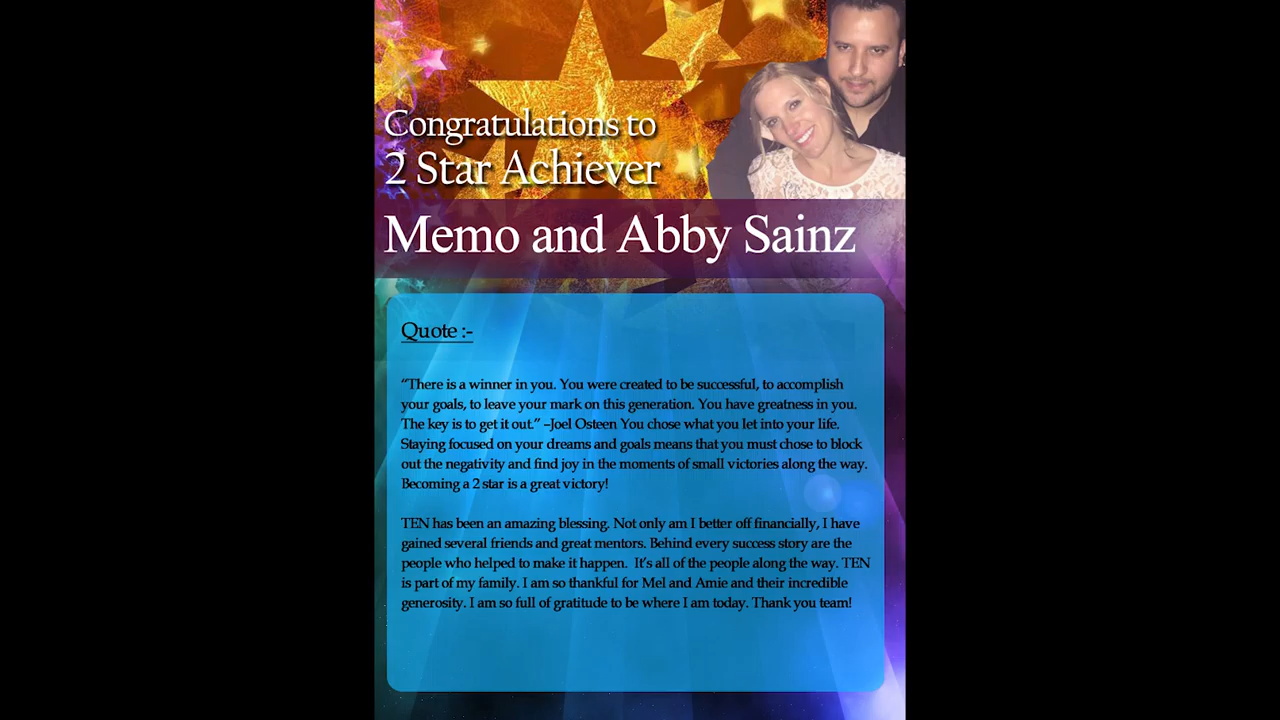 Congratulations to
2 Star Achiever
Memo and Abby Sainz
Quote :-
“There is a winner in you. You were created to be successful, to accomplish
your goals, to leave your mark on this generation. You have greatness in you.
The key is to get it out.” –Joel Osteen You chose what you let into your life.
Staying focused on your dreams and goals means that you must chose to block
out the negativity and find joy in the moments of small victories along the way.
Becoming a 2 star is a great victory!
TEN has been an amazing blessing. Not only am I better off financially, I have
gained several friends and great mentors. Behind every success story are the
people who helped to make it happen.  It’s all of the people along the way. TEN
is part of my family. I am so thankful for Mel and Amie and their incredible
generosity. I am so full of gratitude to be where I am today. Thank you team!